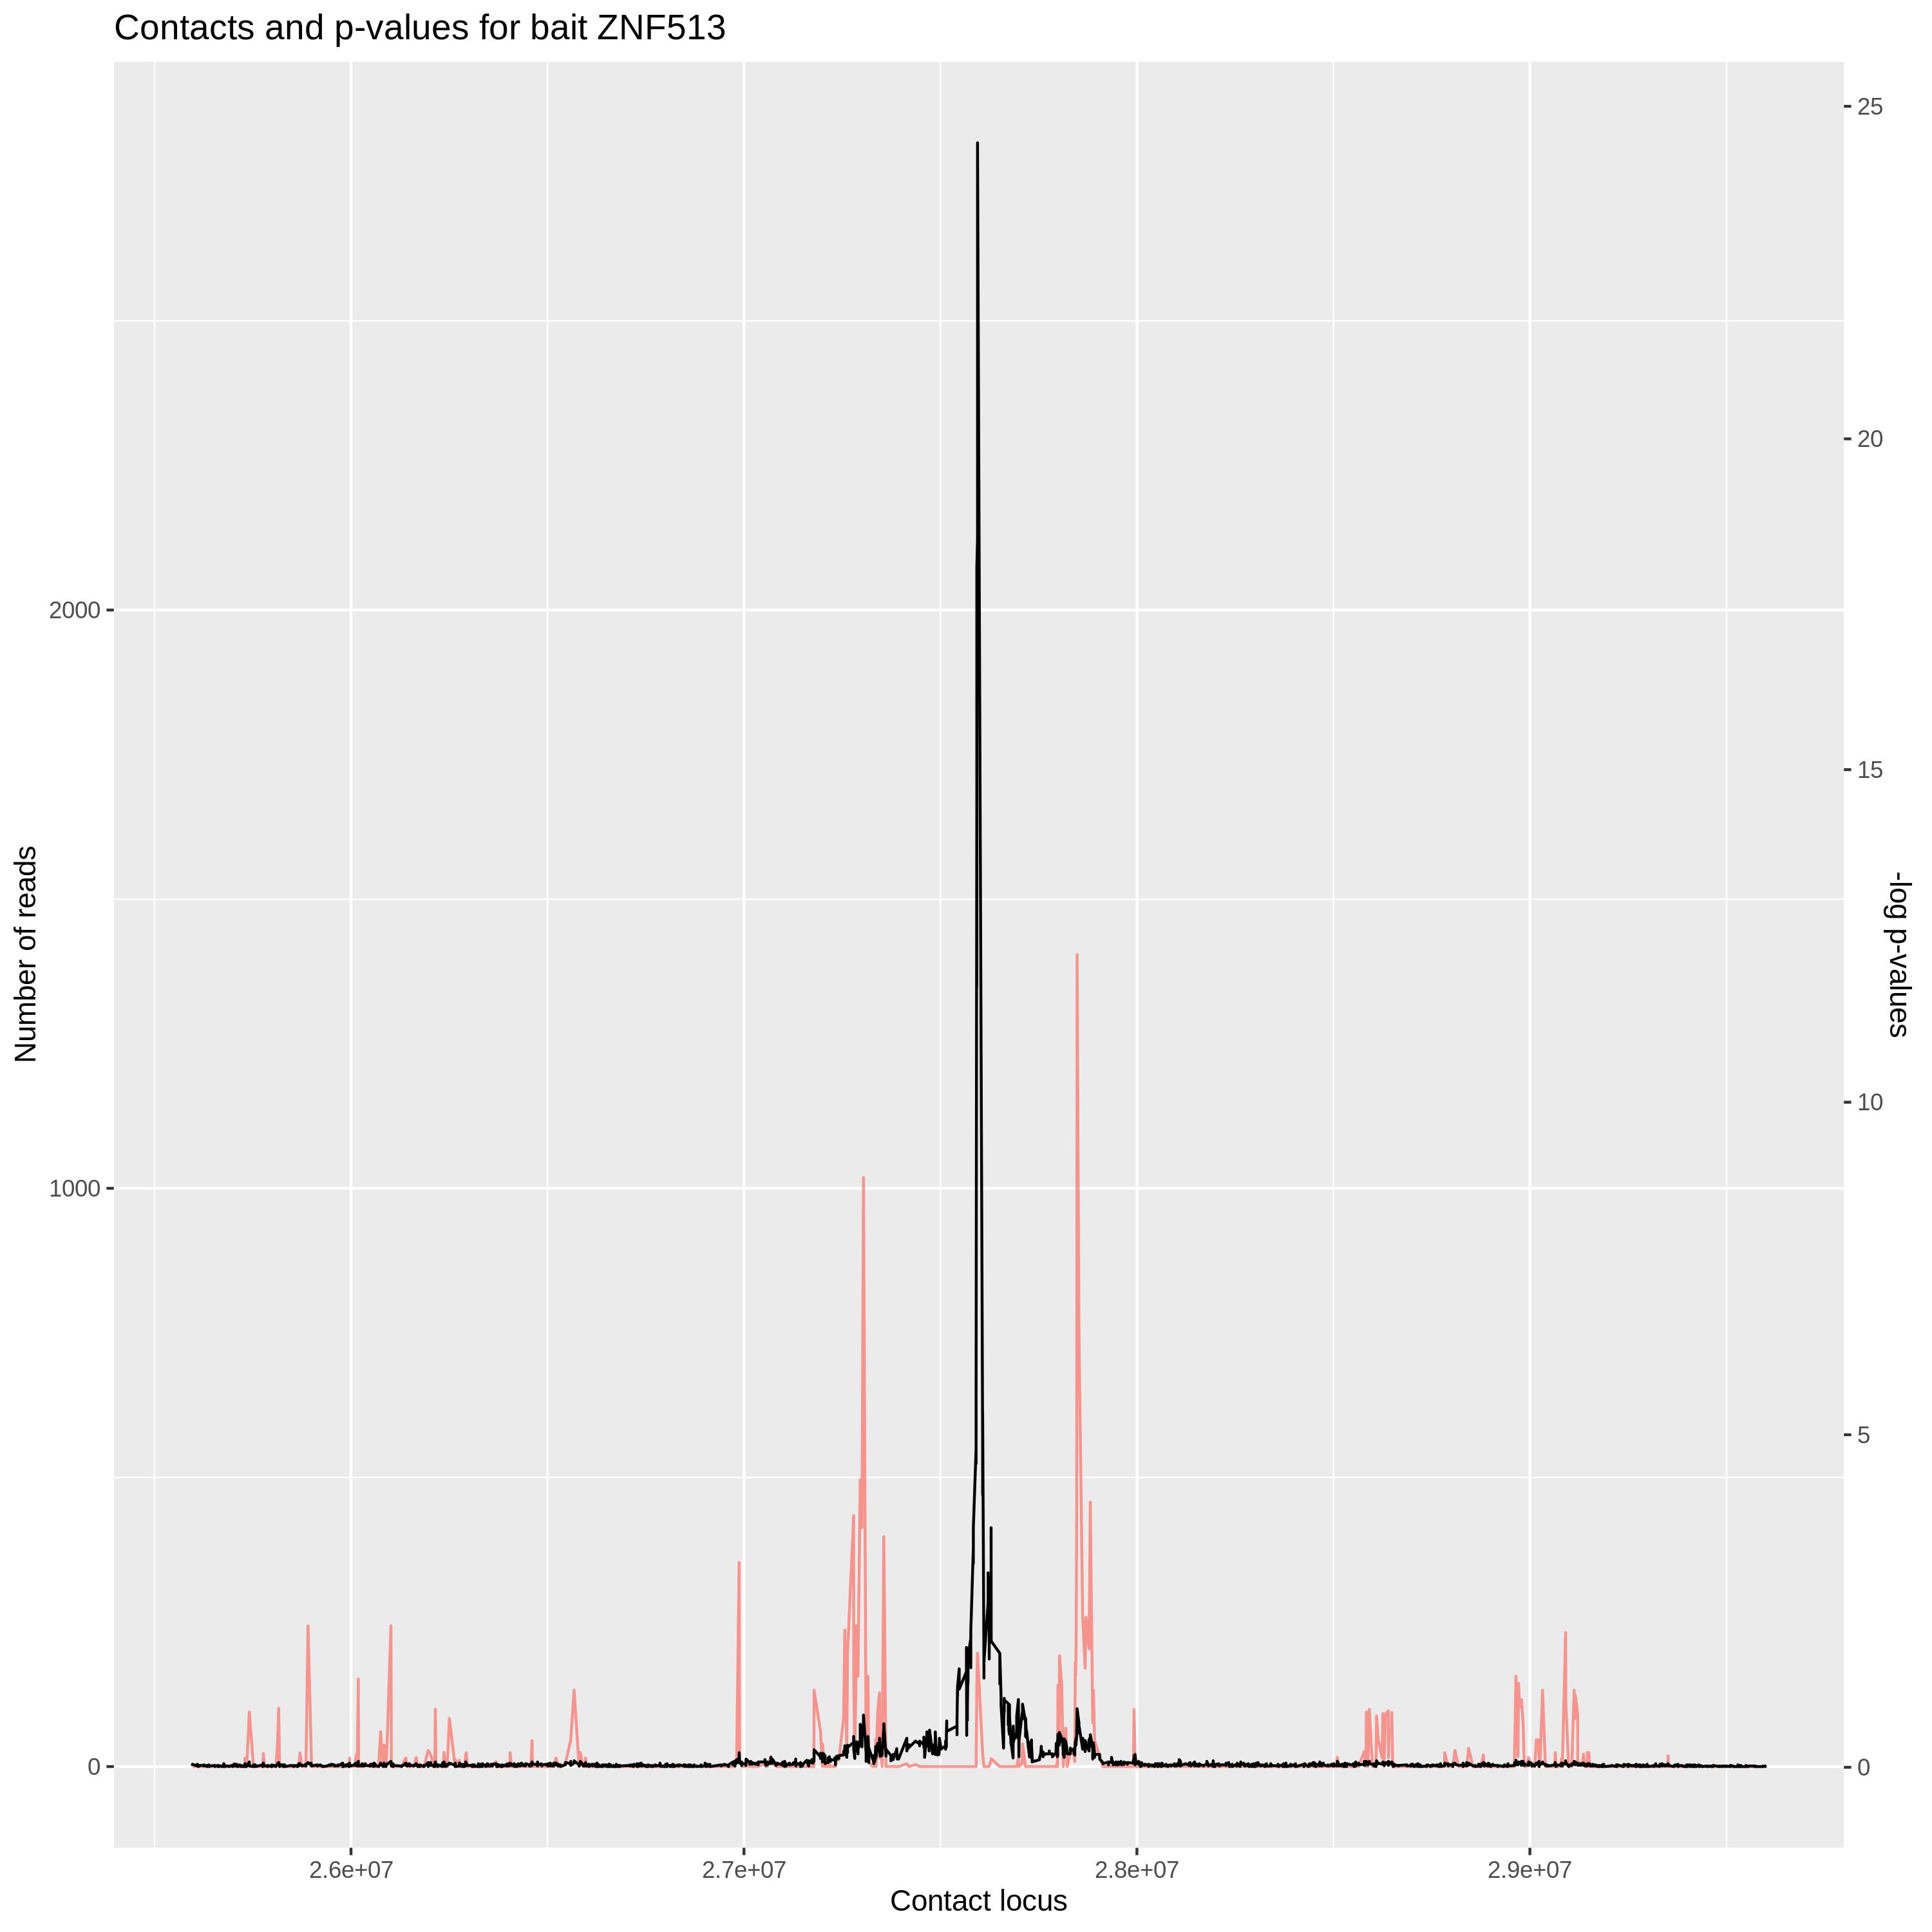 Contacts and p-values for bait ZNF513
25
20
2000
15
Number of reads
-log p-values
10
1000
5
0
0
2.6e+07
2.7e+07
2.8e+07
2.9e+07
Contact locus